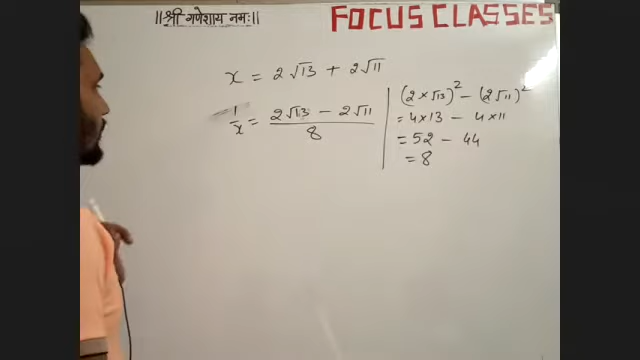 ||श्री गणेशाय नमः||
FOCUS CLASSES
x = 2√13 + 2√11
1/x = (2√13 - 2√11)/8
(2×√13)² - (2√11)²
= 4×13 - 4×11
= 52 - 44
= 8